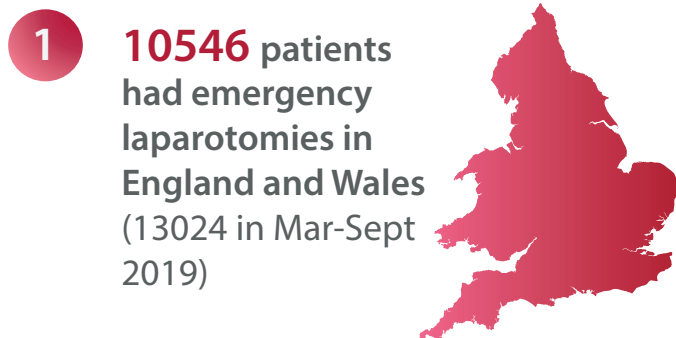 1
10546 patients
had emergency
laparotomies in
England and Wales
(13024 in Mar-Sept
2019)